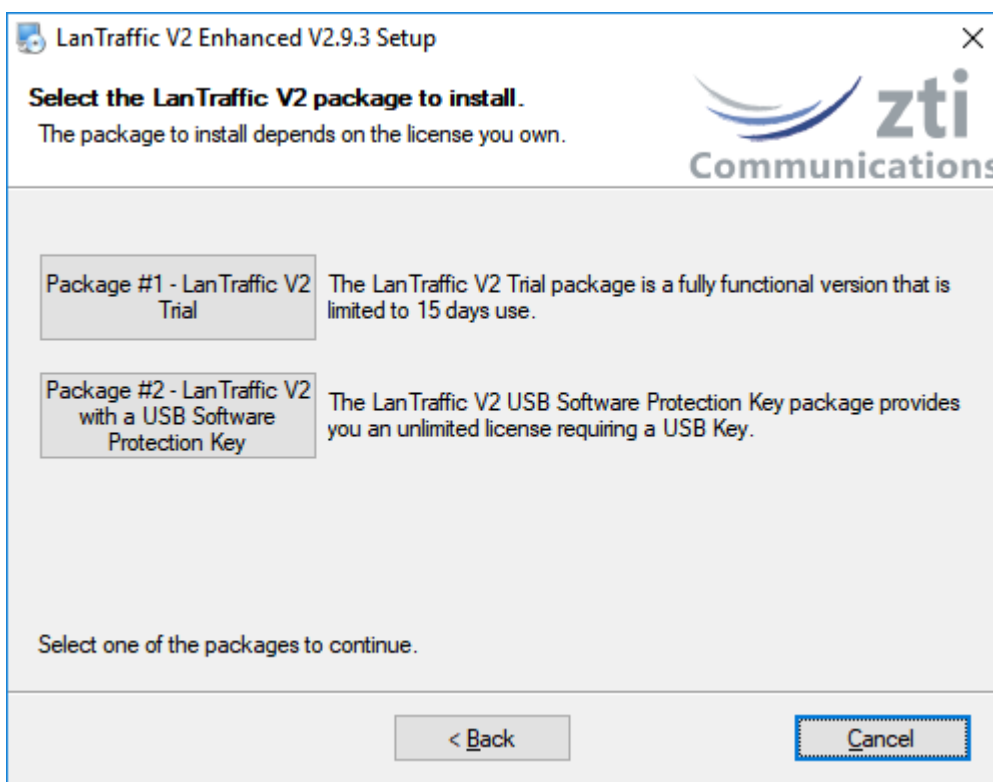 LanTraffic V2 Enhanced V2.9.3 Setup
Select the LanTraffic V2 package to install.
The package to install depends on the license you own.
zti
Communications
Package #1 - LanTraffic V2
Trial
The LanTraffic V2 Trial package is a fully functional version that is
limited to 15 days use.
Package #2 - LanTraffic V2
with a USB Software
Protection Key
The LanTraffic V2 USB Software Protection Key package provides
you an unlimited license requiring a USB Key.
Select one of the packages to continue.
< Back
Cancel